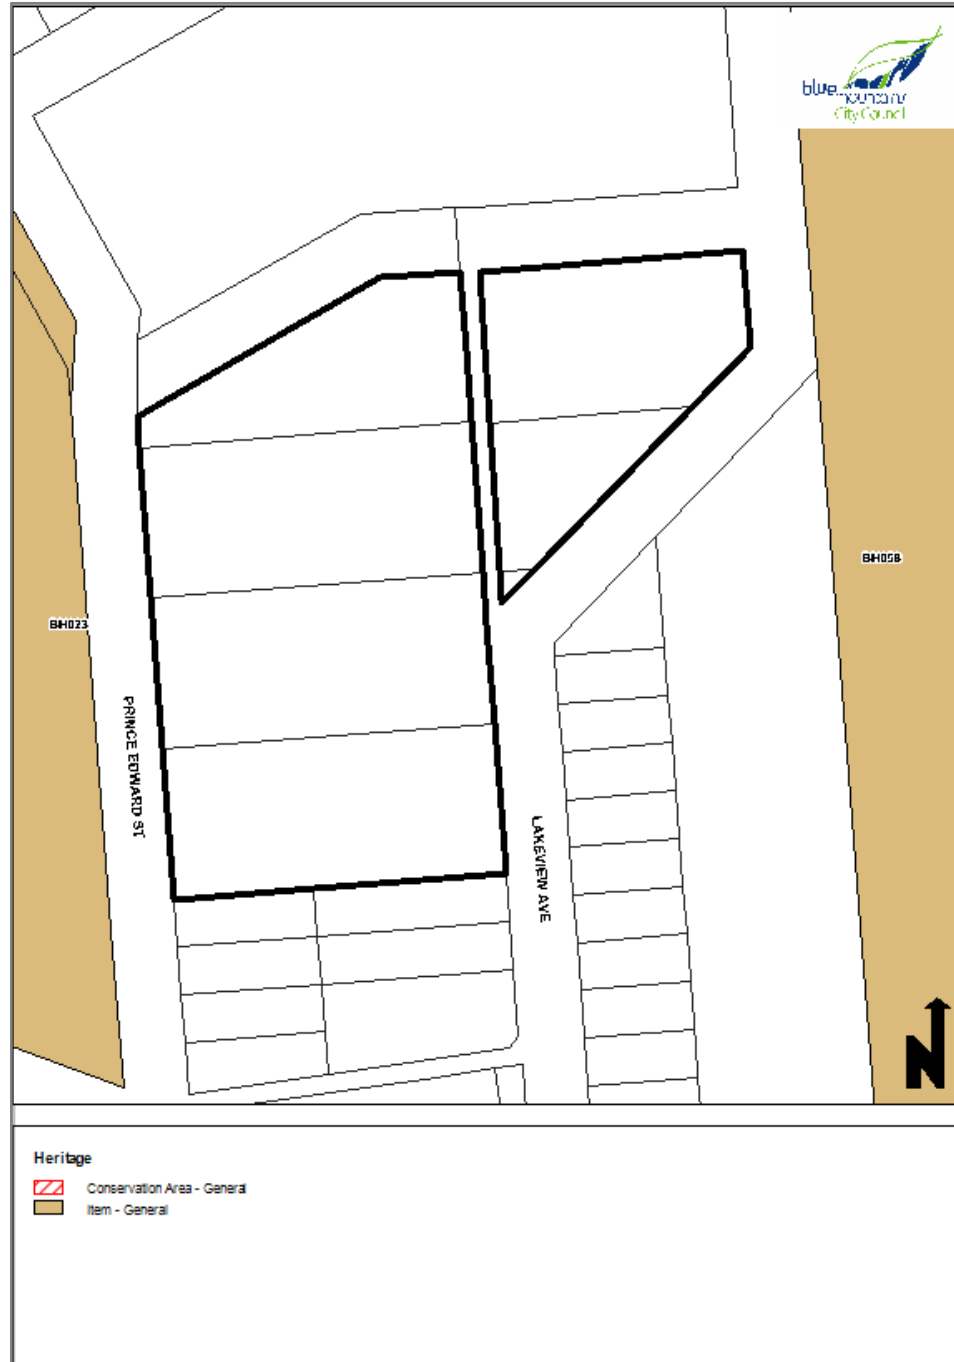 blue
mountains
City Council
BH058
BH023
PRINCE EDWARD ST
LAKEVIEW AVE
N
Heritage
Conservation Area - General
Item - General